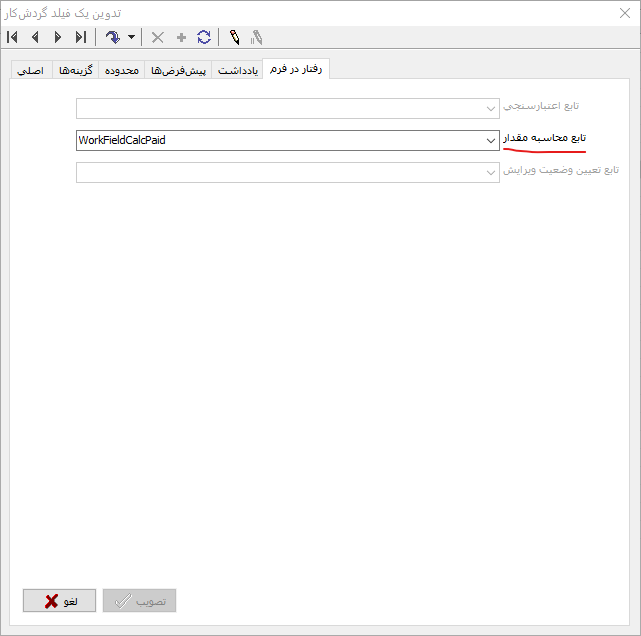 تدوین یک فیلد گردش‌کار
اصلی گزینه‌ها محدوده پیش‌فرض‌ها یادداشت رفتار در فرم
تابع اعتبارسنجی
تابع محاسبه مقدار WorkFieldCalcPaid
تابع تعیین وضعیت ویرایش
لغو تصویب